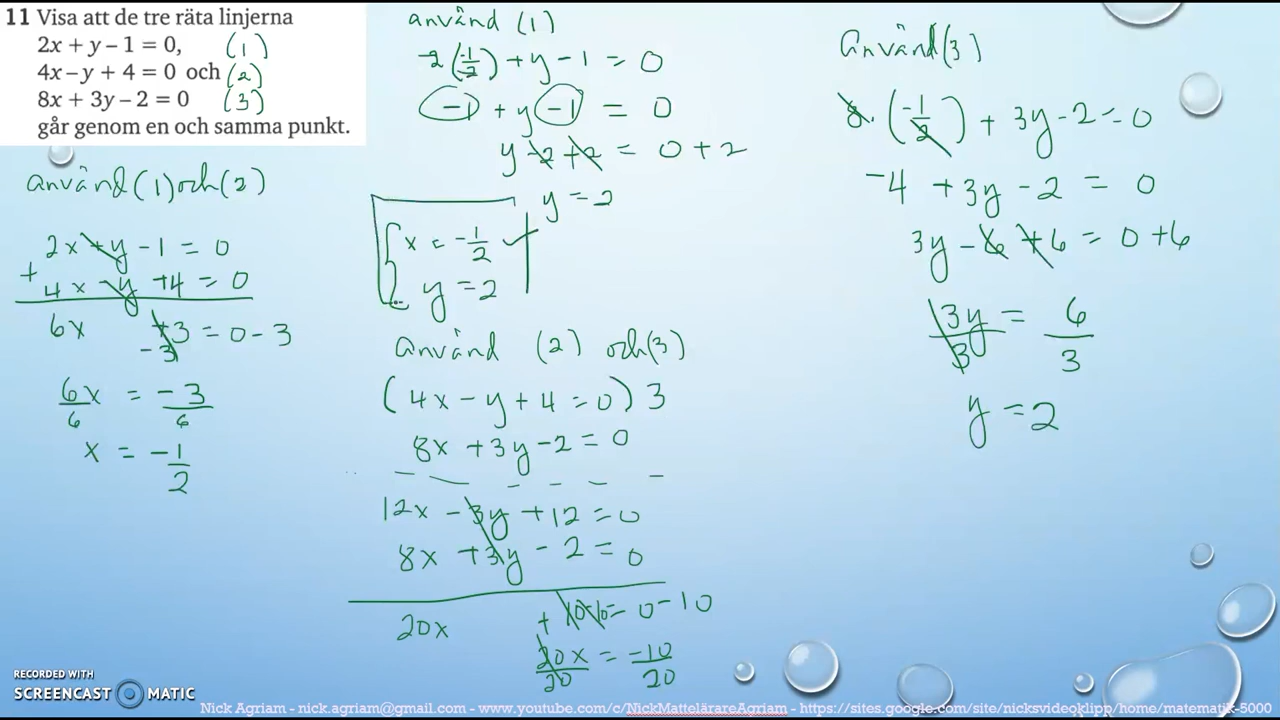 11 Visa att de tre räta linjerna
2x + y – 1 = 0, (1)
4x – y + 4 = 0 och (2)
8x + 3y – 2 = 0 (3)
går genom en och samma punkt.
använd (1) och (2)
2x + y - 1 = 0
+ 4x - y + 4 = 0
6x +3 = 0 - 3
-3
6x/6 = -3/6
x = -1/2
använd (1)
-2(-1/2) + y - 1 = 0
-1 + y -1 = 0
y -2 +2 = 0 + 2
y = 2
x = -1/2
y = 2
använd (2) och (3)
(4x - y + 4 = 0) 3
8x + 3y - 2 = 0
12x - 3y + 12 = 0
8x + 3y - 2 = 0
20x + 10-10 = 0 - 10
20x/20 = -10/20
använd (3)
8·(-1/2) + 3y - 2 = 0
-4 + 3y - 2 = 0
3y - 6 + 6 = 0 + 6
3y/3 = 6/3
y = 2
RECORDED WITH
SCREENCAST MATIC
Nick Agriam - nick.agriam@gmail.com - www.youtube.com/c/NickMattelärareAgriam - https://sites.google.com/site/nicksvideoklipp/home/matematik-5000